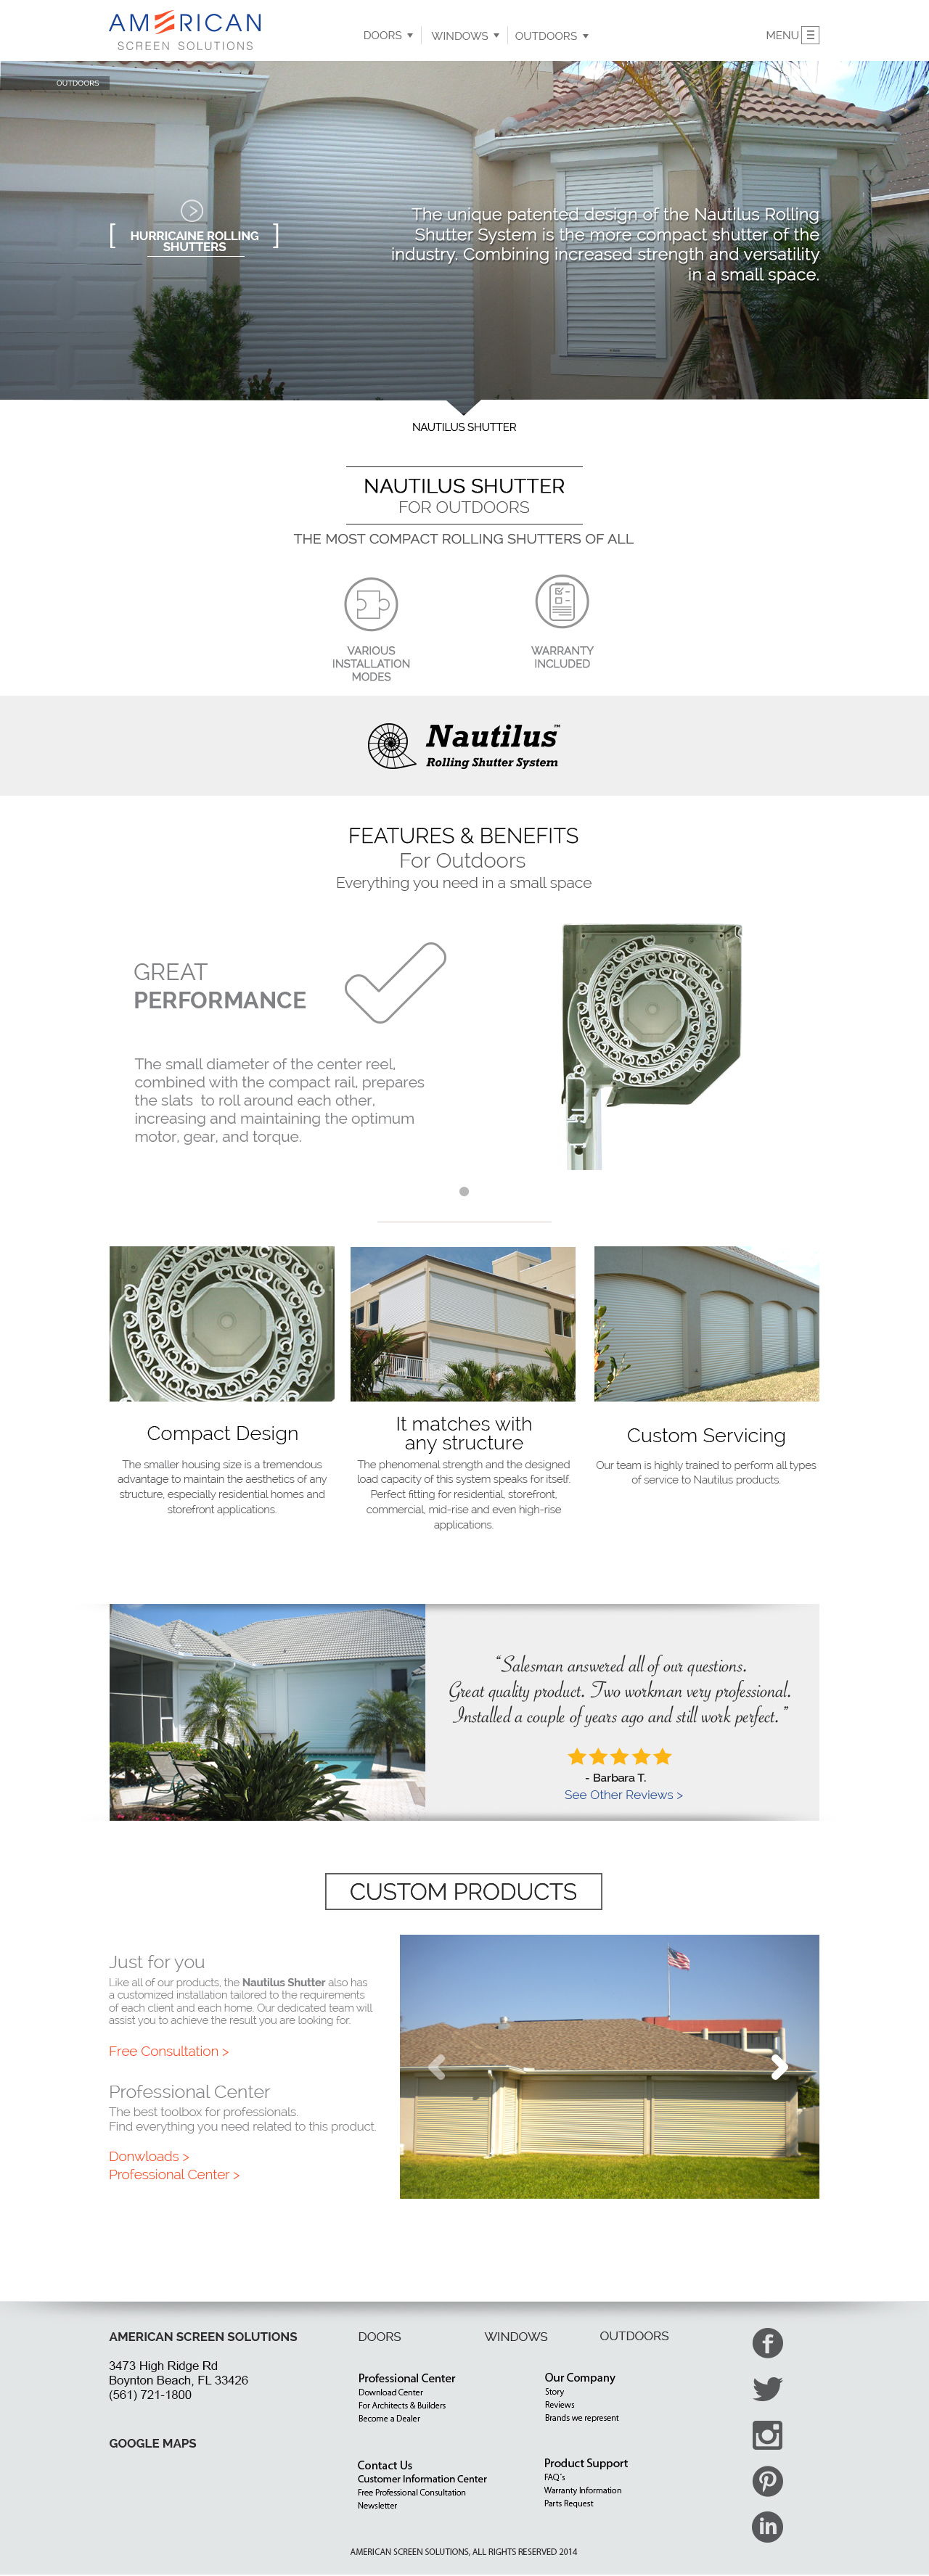 AMERICAN
SCREEN SOLUTIONS
DOORS
WINDOWS
OUTDOORS
MENU
OUTDOORS
HURRICAINE ROLLING
SHUTTERS
The unique patented design of the Nautilus Rolling
Shutter System is the more compact shutter of the
industry. Combining increased strength and versatility
in a small space.
NAUTILUS SHUTTER
NAUTILUS SHUTTER
FOR OUTDOORS
THE MOST COMPACT ROLLING SHUTTERS OF ALL
VARIOUS
INSTALLATION
MODES
WARRANTY
INCLUDED
Nautilus™
Rolling Shutter System
FEATURES & BENEFITS
For Outdoors
Everything you need in a small space
GREAT
PERFORMANCE
The small diameter of the center reel,
combined with the compact rail, prepares
the slats to roll around each other,
increasing and maintaining the optimum
motor, gear, and torque.
Compact Design
The smaller housing size is a tremendous
advantage to maintain the aesthetics of any
structure, especially residential homes and
storefront applications.
It matches with
any structure
The phenomenal strength and the designed
load capacity of this system speaks for itself.
Perfect fitting for residential, storefront,
commercial, mid-rise and even high-rise
applications.
Custom Servicing
Our team is highly trained to perform all types
of service to Nautilus products.
“Salesman answered all of our questions.
Great quality product. Two workman very professional.
Installed a couple of years ago and still work perfect.”
- Barbara T.
See Other Reviews >
CUSTOM PRODUCTS
Just for you
Like all of our products, the Nautilus Shutter also has
a customized installation tailored to the requirements
of each client and each home. Our dedicated team will
assist you to achieve the result you are looking for.
Free Consultation >
Professional Center
The best toolbox for professionals.
Find everything you need related to this product.
Donwloads >
Professional Center >
AMERICAN SCREEN SOLUTIONS
3473 High Ridge Rd
Boynton Beach, FL 33426
(561) 721-1800
GOOGLE MAPS
DOORS
WINDOWS
OUTDOORS
Professional Center
Download Center
For Architects & Builders
Become a Dealer
Our Company
Story
Reviews
Brands we represent
Contact Us
Customer Information Center
Free Professional Consultation
Newsletter
Product Support
FAQ´s
Warranty Information
Parts Request
AMERICAN SCREEN SOLUTIONS, ALL RIGHTS RESERVED 2014